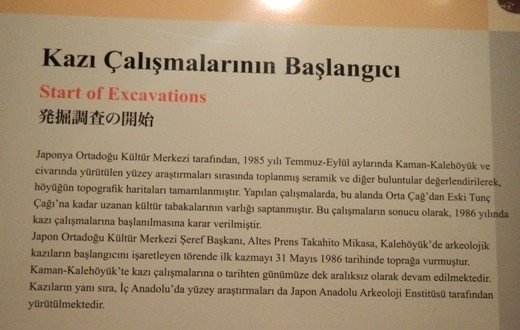 Kazı Çalışmalarının Başlangıcı
Start of Excavations
発掘調査の開始
Japonya Ortadoğu Kültür Merkezi tarafından, 1985 yılı Temmuz-Eylül aylarında Kaman-Kalehöyük ve
civarında yürütülen yüzey araştırmaları sırasında toplanmış seramik ve diğer buluntular değerlendirilerek,
höyüğün topografik haritaları tamamlanmıştır. Yapılan çalışmalarda, bu alanda Orta Çağ'dan Eski Tunç
Çağı'na kadar uzanan kültür tabakalarının varlığı saptanmıştır. Bu çalışmaların sonucu olarak, 1986 yılında
kazı çalışmalarına başlanılmasına karar verilmiştir.
Japon Ortadoğu Kültür Merkezi Şeref Başkanı, Altes Prens Takahito Mikasa, Kalehöyük'de arkeolojik
kazıların başlangıcını işaretleyen törende ilk kazmayı 31 Mayıs 1986 tarihinde toprağa vurmuştur.
Kaman-Kalehöyük'te kazı çalışmalarına o tarihten günümüze dek aralıksız olarak devam edilmektedir.
Kazıların yanı sıra, İç Anadolu'da yüzey araştırmaları da Japon Anadolu Arkeoloji Enstitüsü tarafından
yürütülmektedir.